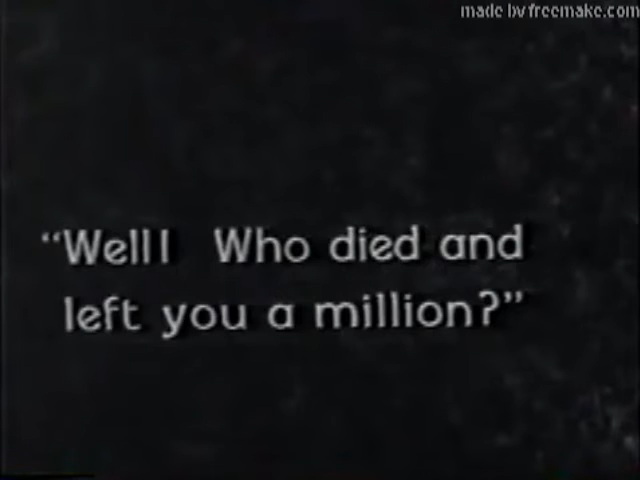 made by freemake.com
“Well! Who died and
left you a million?”